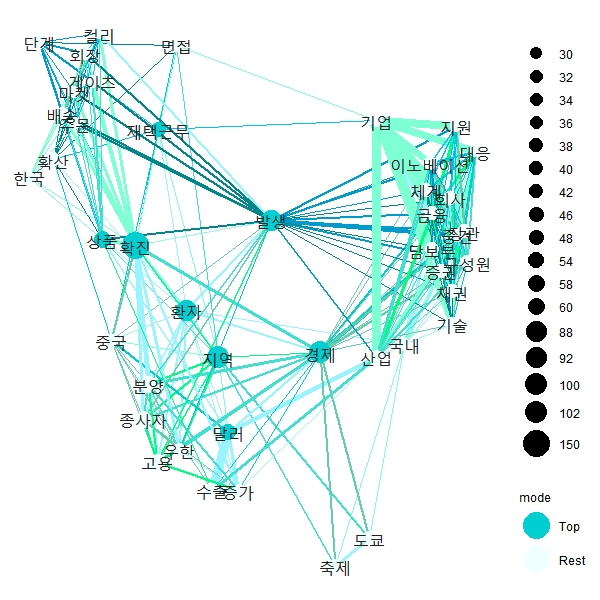 컬리
단계
면접
회장
게이츠
마켓
배송
주문
재택근무
기업
지원
대응
확산
이노베이션
한국
체계
회사
금융
발생
장관
상품
확진
담보부
구성원
증권
채권
환자
기술
중국
국내
지역
경제
산업
분양
종사자
달러
우한
고용
수출
증가
도쿄
축제
30
32
34
36
38
40
42
46
48
54
58
60
88
92
100
102
150
mode
Top
Rest